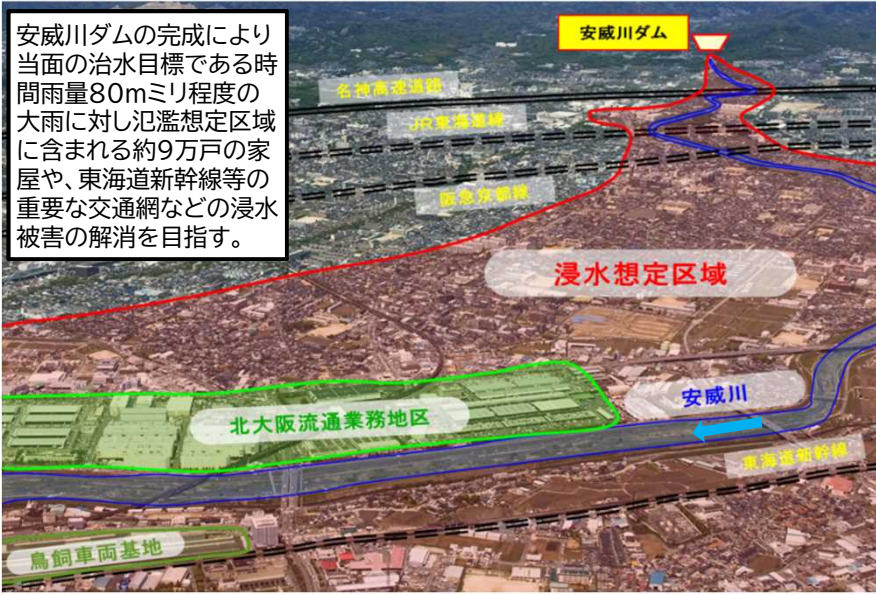 安威川ダムの完成により
当面の治水目標である時
間雨量80mミリ程度の
大雨に対し氾濫想定区域
に含まれる約9万戸の家
屋や、東海道新幹線等の
重要な交通網などの浸水
被害の解消を目指す。
安威川ダム
名神高速道路
JR東海道線
阪急京都線
浸水想定区域
安威川
北大阪流通業務地区
東海道新幹線
鳥飼車両基地